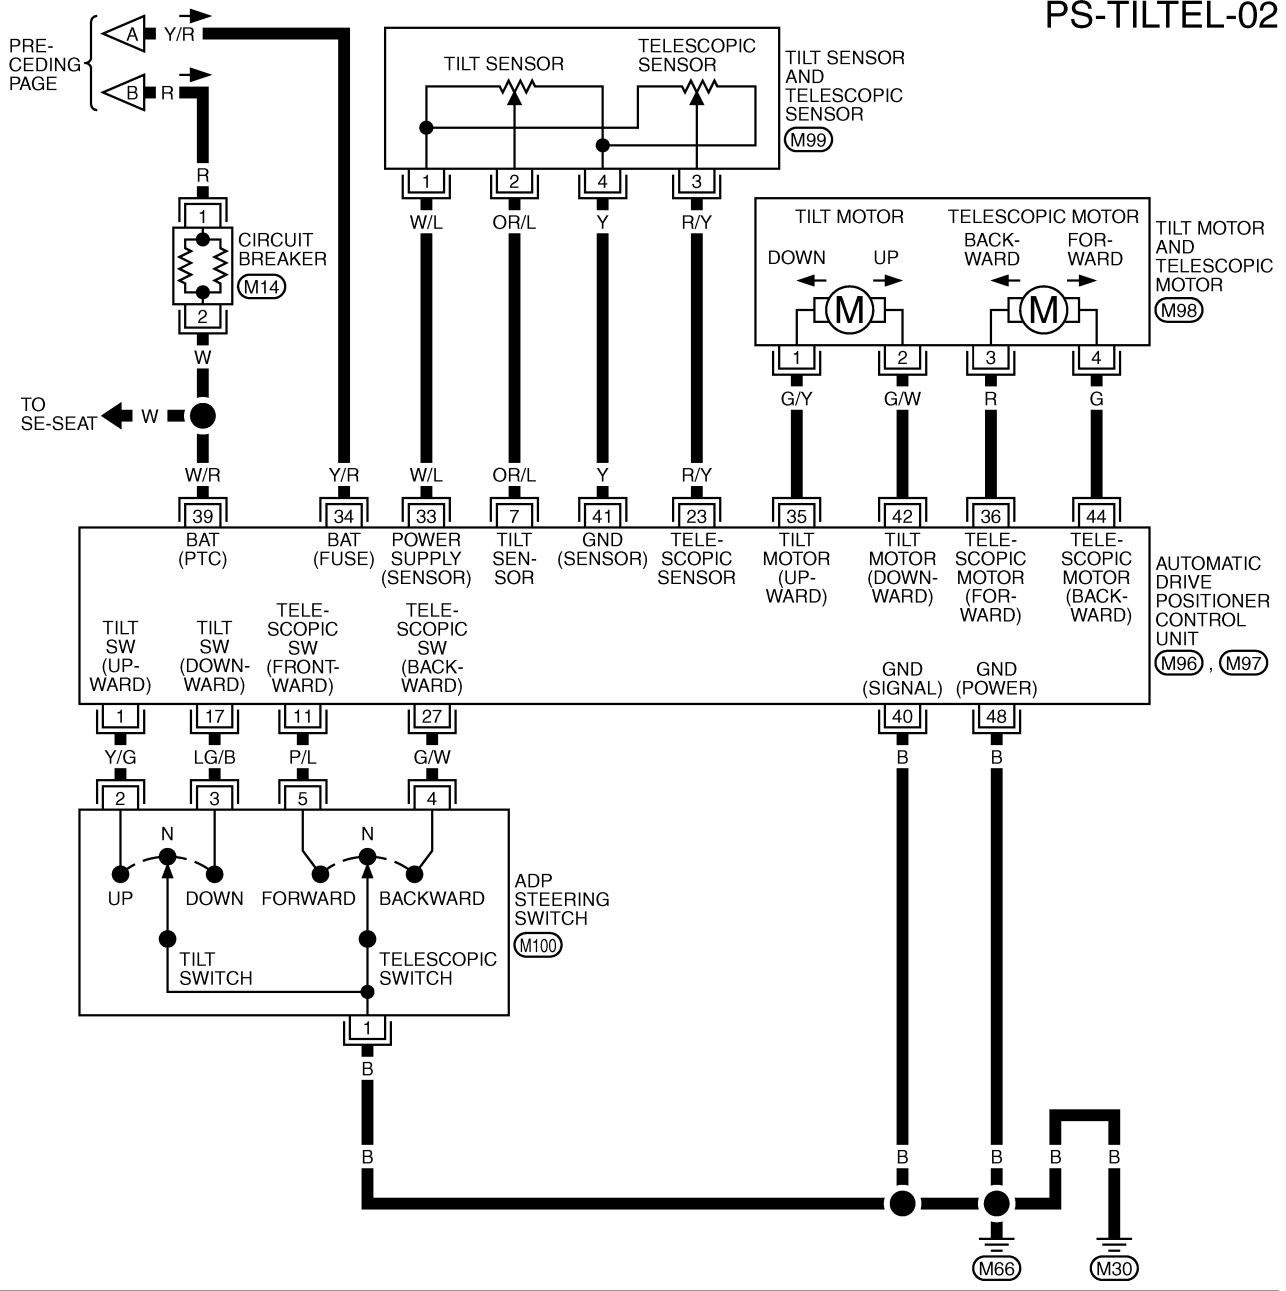 PS-TILTEL-02
PRE-
CEDING
PAGE
A
Y/R
B
R
R
1
CIRCUIT
BREAKER
M14
2
W
TO
SE-SEAT
W
W/R
Y/R
TILT SENSOR
TELESCOPIC
SENSOR
TILT SENSOR
AND
TELESCOPIC
SENSOR
M99
1
2
4
3
W/L
OR/L
Y
R/Y
W/L
OR/L
Y
R/Y
TILT MOTOR
TELESCOPIC MOTOR
DOWN
UP
BACK-
WARD
FOR-
WARD
M
M
TILT MOTOR
AND
TELESCOPIC
MOTOR
M98
1
2
3
4
G/Y
G/W
R
G
39
34
33
7
41
23
35
42
36
44
BAT
(PTC)
BAT
(FUSE)
POWER
SUPPLY
(SENSOR)
TILT
SEN-
SOR
GND
(SENSOR)
TELE-
SCOPIC
SENSOR
TILT
MOTOR
(UP-
WARD)
TILT
MOTOR
(DOWN-
WARD)
TELE-
SCOPIC
MOTOR
(FOR-
WARD)
TELE-
SCOPIC
MOTOR
(BACK-
WARD)
AUTOMATIC
DRIVE
POSITIONER
CONTROL
UNIT
M96 , M97
TILT
SW
(UP-
WARD)
TILT
SW
(DOWN-
WARD)
TELE-
SCOPIC
SW
(FRONT-
WARD)
TELE-
SCOPIC
SW
(BACK-
WARD)
GND
(SIGNAL)
GND
(POWER)
1
17
11
27
40
48
Y/G
LG/B
P/L
G/W
B
B
2
3
5
4
N
N
UP
DOWN
FORWARD
BACKWARD
TILT
SWITCH
TELESCOPIC
SWITCH
ADP
STEERING
SWITCH
M100
1
B
B
B
B
B
B
M66
M30